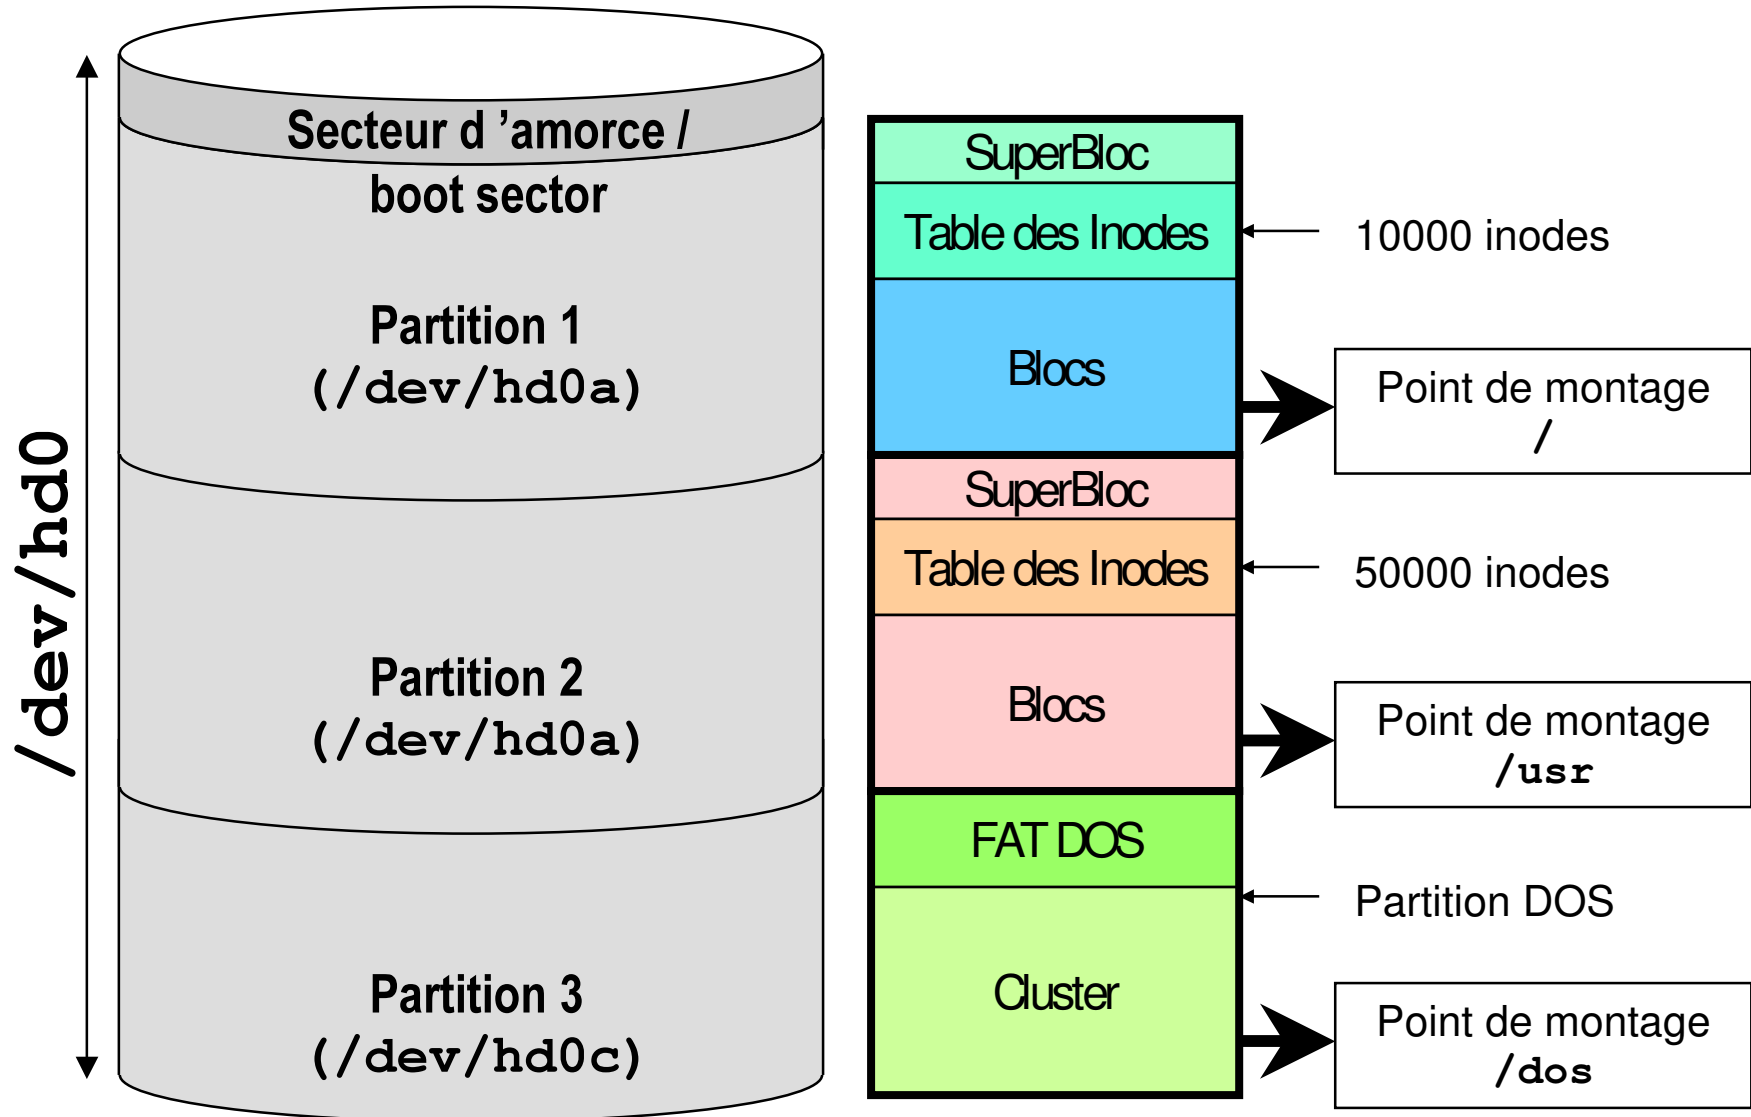 /dev/hd0
Secteur d ’amorce /
boot sector
Partition 1
(/dev/hd0a)
Partition 2
(/dev/hd0a)
Partition 3
(/dev/hd0c)
SuperBloc
Table des Inodes
Blocs
SuperBloc
Table des Inodes
Blocs
FAT DOS
Cluster
10000 inodes
Point de montage
/
50000 inodes
Point de montage
/usr
Partition DOS
Point de montage
/dos